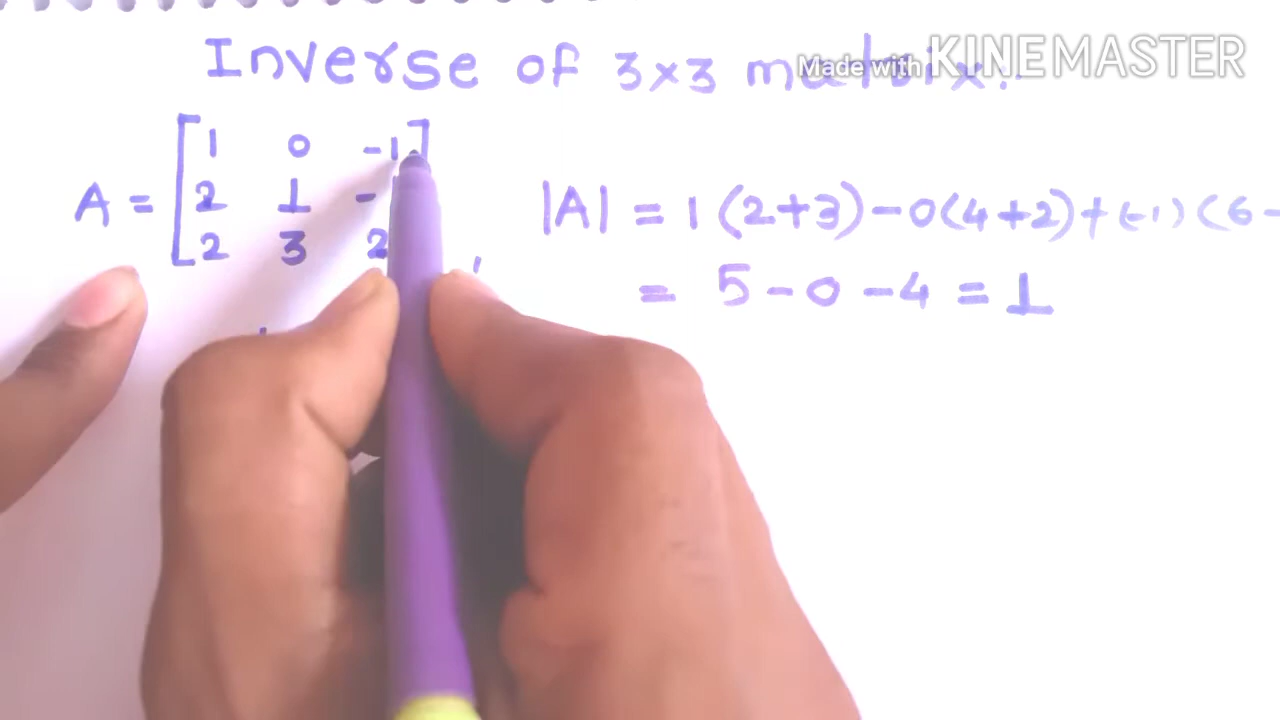 Inverse of 3×3 matrix:.
Made with KINEMASTER
1 0 -1
A = 2 1 -
2 3 2
|A| = 1 (2+3) - 0(4+2) + (-1) (6-
= 5 - 0 - 4 = 1